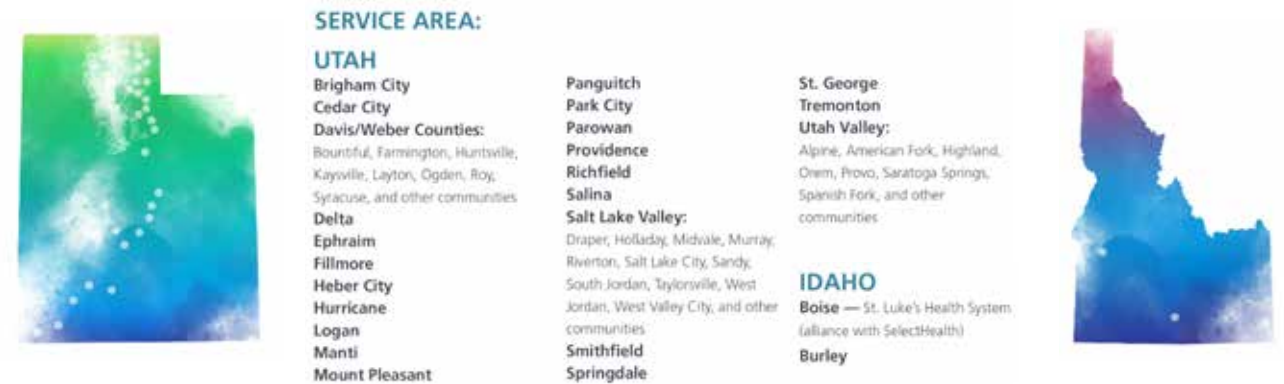 SERVICE AREA:
UTAH
Brigham City
Cedar City
Davis/Weber Counties:
Bountiful, Farmington, Huntsville,
Kaysville, Layton, Ogden, Roy,
Syracuse, and other communities
Delta
Ephraim
Fillmore
Heber City
Hurricane
Logan
Manti
Mount Pleasant
Panguitch
Park City
Parowan
Providence
Richfield
Salina
Salt Lake Valley:
Draper, Holladay, Midvale, Murray,
Riverton, Salt Lake City, Sandy,
South Jordan, Taylorsville, West
Jordan, West Valley City, and other
communities
Smithfield
Springdale
St. George
Tremonton
Utah Valley:
Alpine, American Fork, Highland,
Orem, Provo, Saratoga Springs,
Spanish Fork, and other
communities
IDAHO
Boise — St. Luke's Health System
(alliance with SelectHealth)
Burley